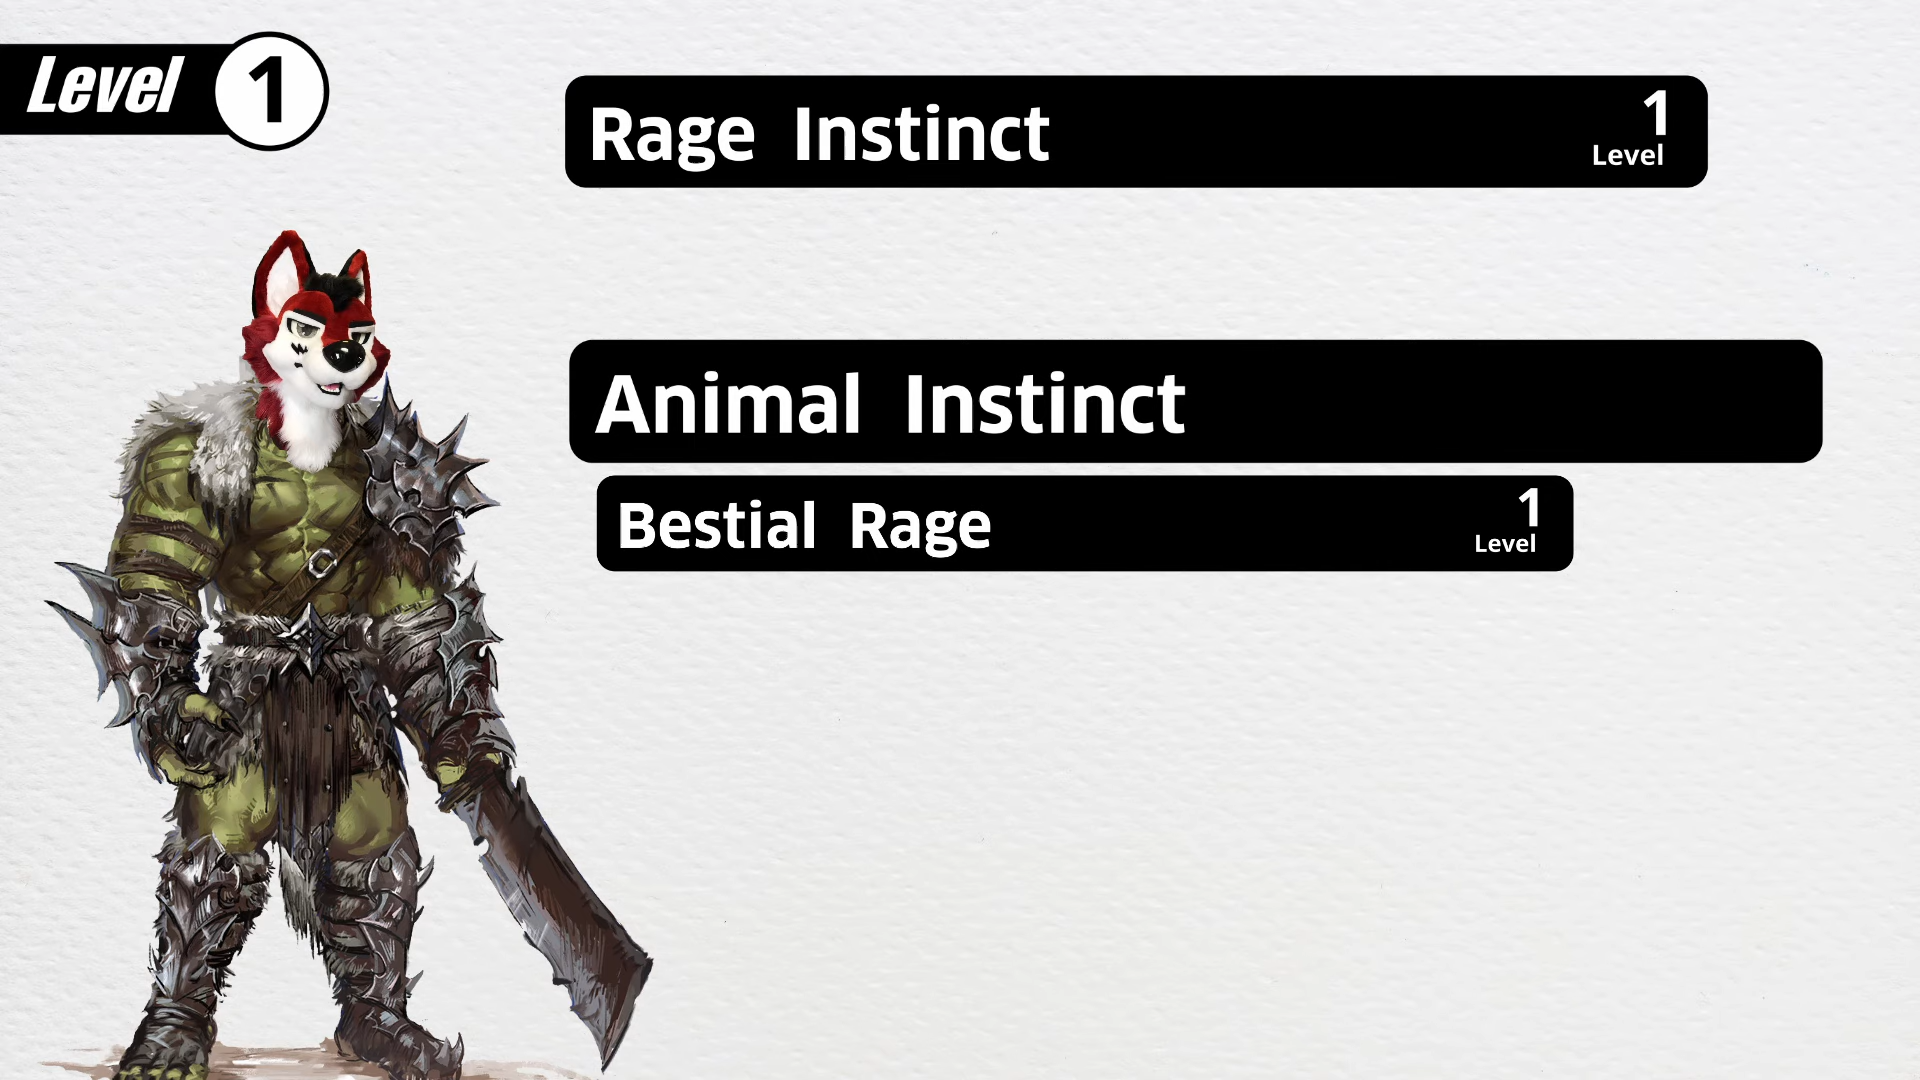 Level 1
Rage Instinct
1
Level
Animal Instinct
Bestial Rage
1
Level